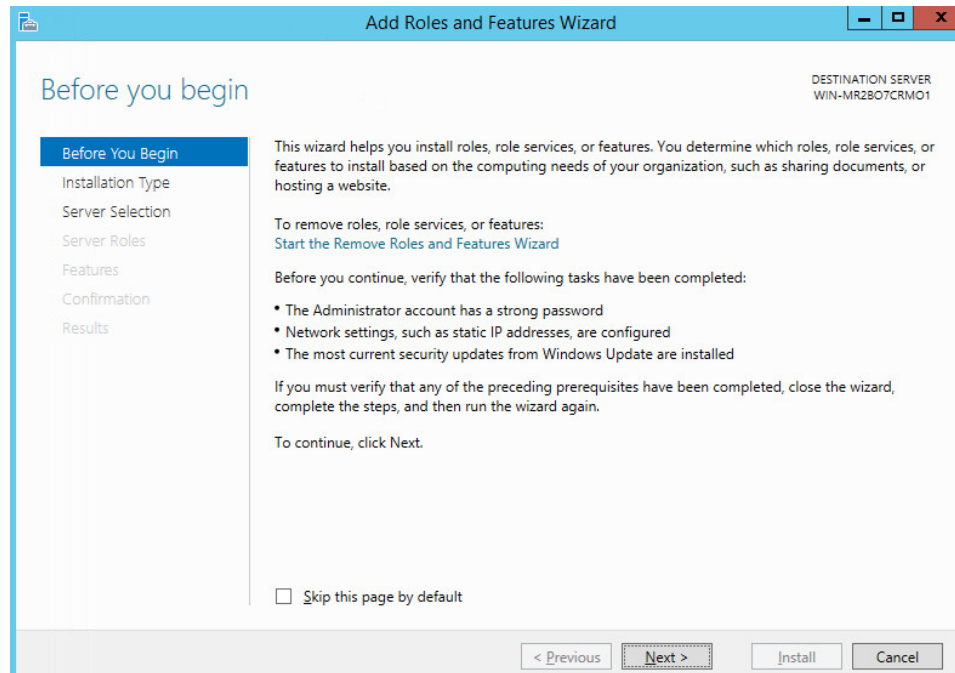 Add Roles and Features Wizard
Before you begin
DESTINATION SERVER
WIN-MR2BO7CRMO1
Before You Begin
Installation Type
Server Selection
Server Roles
Features
Confirmation
Results
This wizard helps you install roles, role services, or features. You determine which roles, role services, or
features to install based on the computing needs of your organization, such as sharing documents, or
hosting a website.
To remove roles, role services, or features:
Start the Remove Roles and Features Wizard
Before you continue, verify that the following tasks have been completed:
• The Administrator account has a strong password
• Network settings, such as static IP addresses, are configured
• The most current security updates from Windows Update are installed
If you must verify that any of the preceding prerequisites have been completed, close the wizard,
complete the steps, and then run the wizard again.
To continue, click Next.
Skip this page by default
< Previous
Next >
Install
Cancel